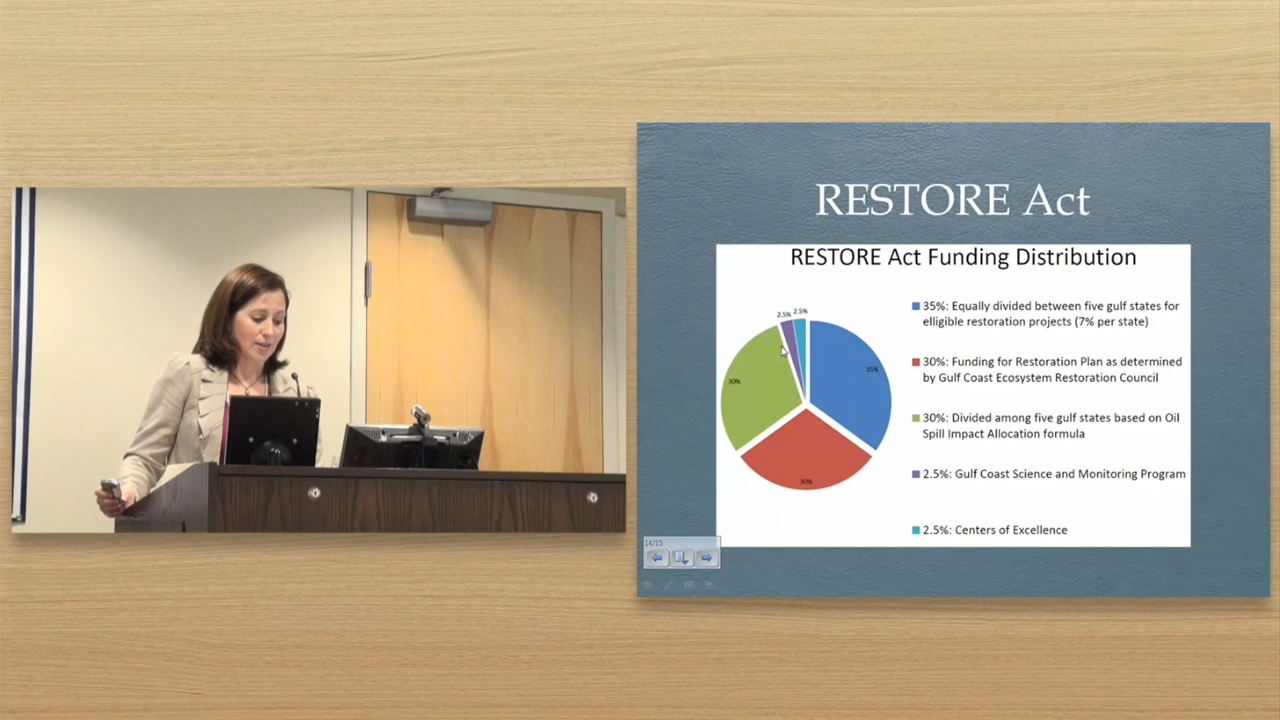 RESTORE Act
RESTORE Act Funding Distribution
2.5%
2.5%
35%
30%
30%
35%: Equally divided between five gulf states for
elligible restoration projects (7% per state)
30%: Funding for Restoration Plan as determined
by Gulf Coast Ecosystem Restoration Council
30%: Divided among five gulf states based on Oil
Spill Impact Allocation formula
2.5%: Gulf Coast Science and Monitoring Program
2.5%: Centers of Excellence
14/15